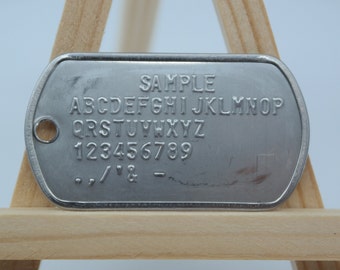 SAMPLE
ABCDEFGHIJKLMNOP
QRSTUVWXYZ
123456789
.,/'& -